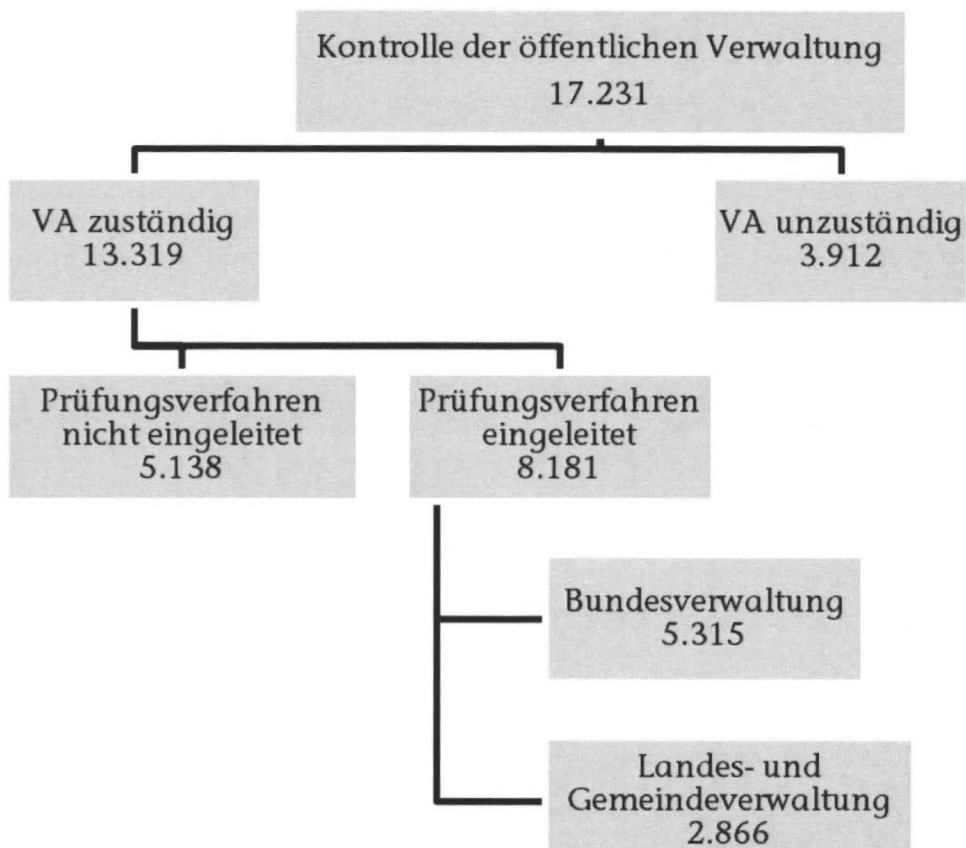 Kontrolle der öffentlichen Verwaltung
17.231
VA zuständig
13.319
VA unzuständig
3.912
Prüfungsverfahren
nicht eingeleitet
5.138
Prüfungsverfahren
eingeleitet
8.181
Bundesverwaltung
5.315
Landes- und
Gemeindeverwaltung
2.866